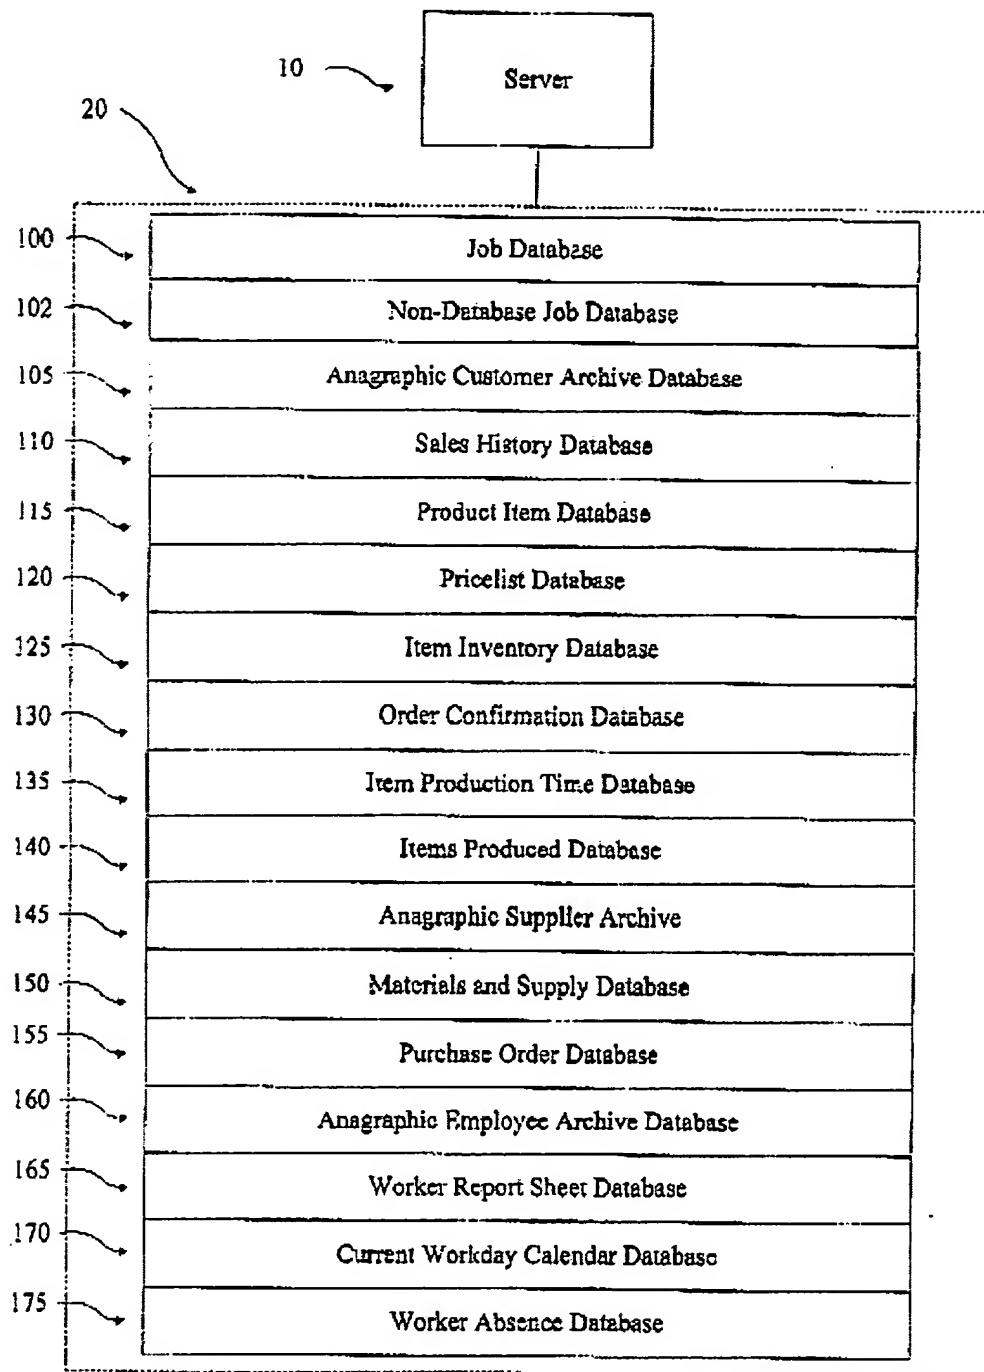 10
Server
20
100 Job Database
102 Non-Database Job Database
105 Anagraphic Customer Archive Database
110 Sales History Database
115 Product Item Database
120 Pricelist Database
125 Item Inventory Database
130 Order Confirmation Database
135 Item Production Time Database
140 Items Produced Database
145 Anagraphic Supplier Archive
150 Materials and Supply Database
155 Purchase Order Database
160 Anagraphic Employee Archive Database
165 Worker Report Sheet Database
170 Current Workday Calendar Database
175 Worker Absence Database